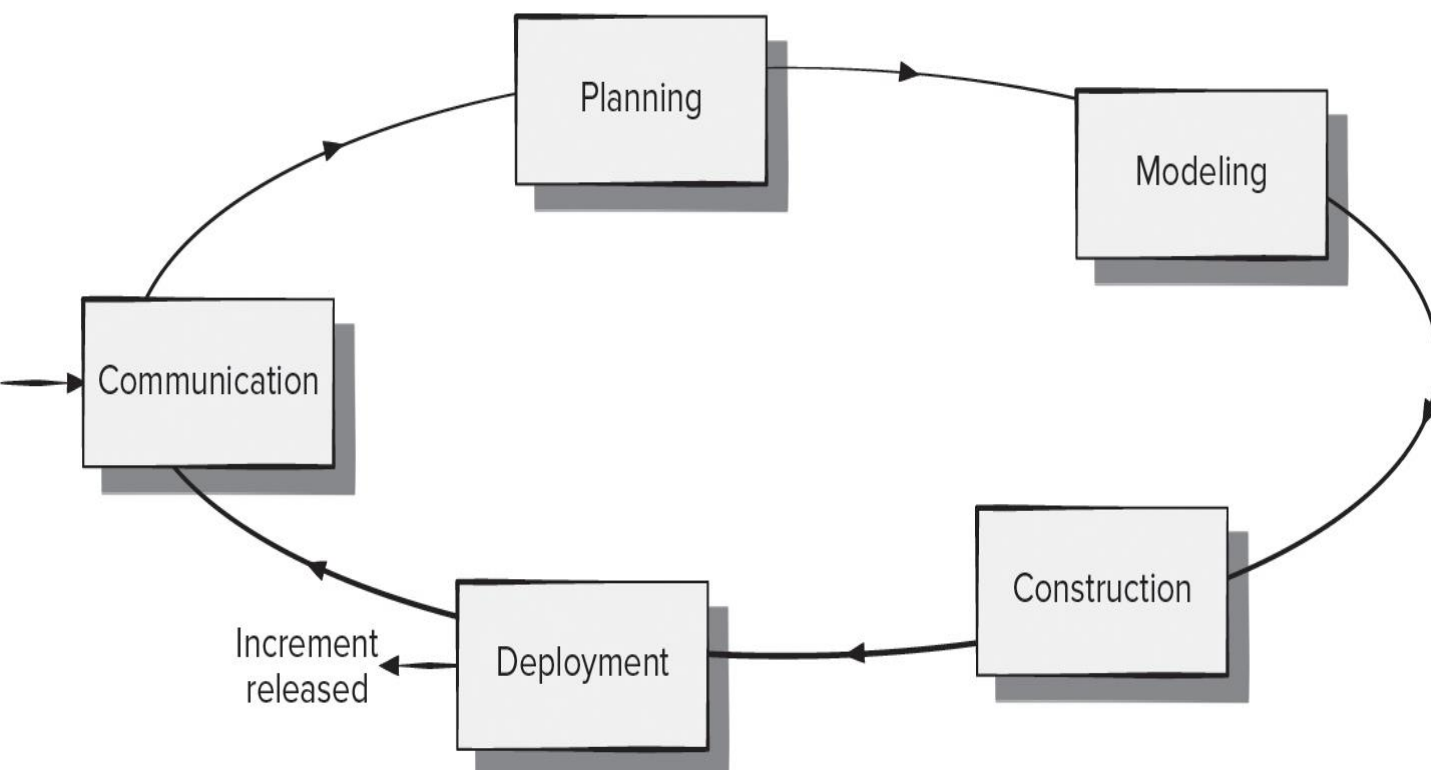 Planning
Modeling
Communication
Construction
Deployment
Increment
released